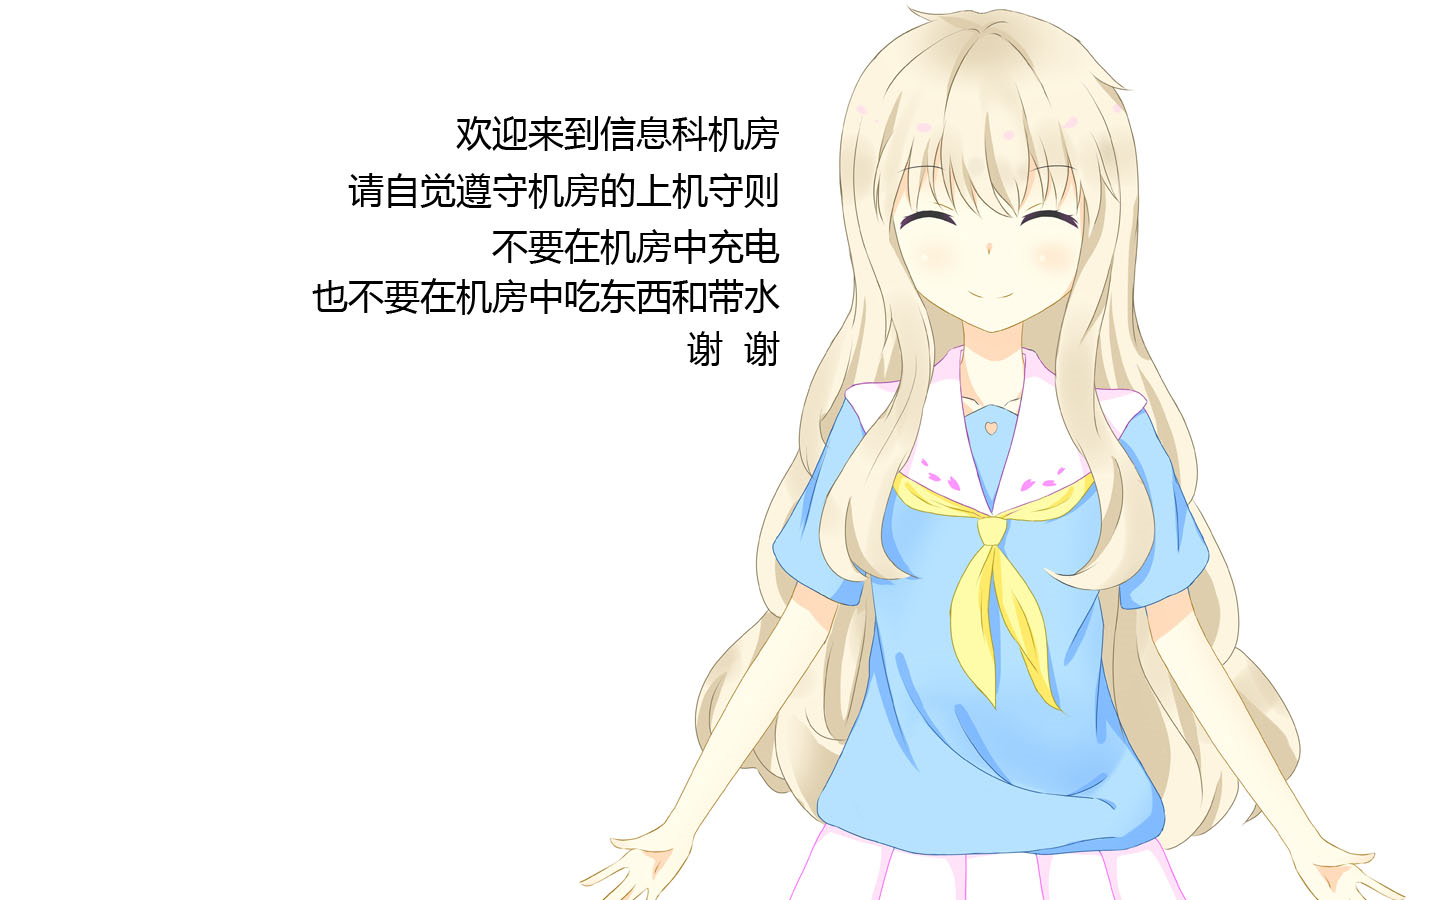 欢迎来到信息科机房
请自觉遵守机房的上机守则
不要在机房中充电
也不要在机房中吃东西和带水
谢 谢